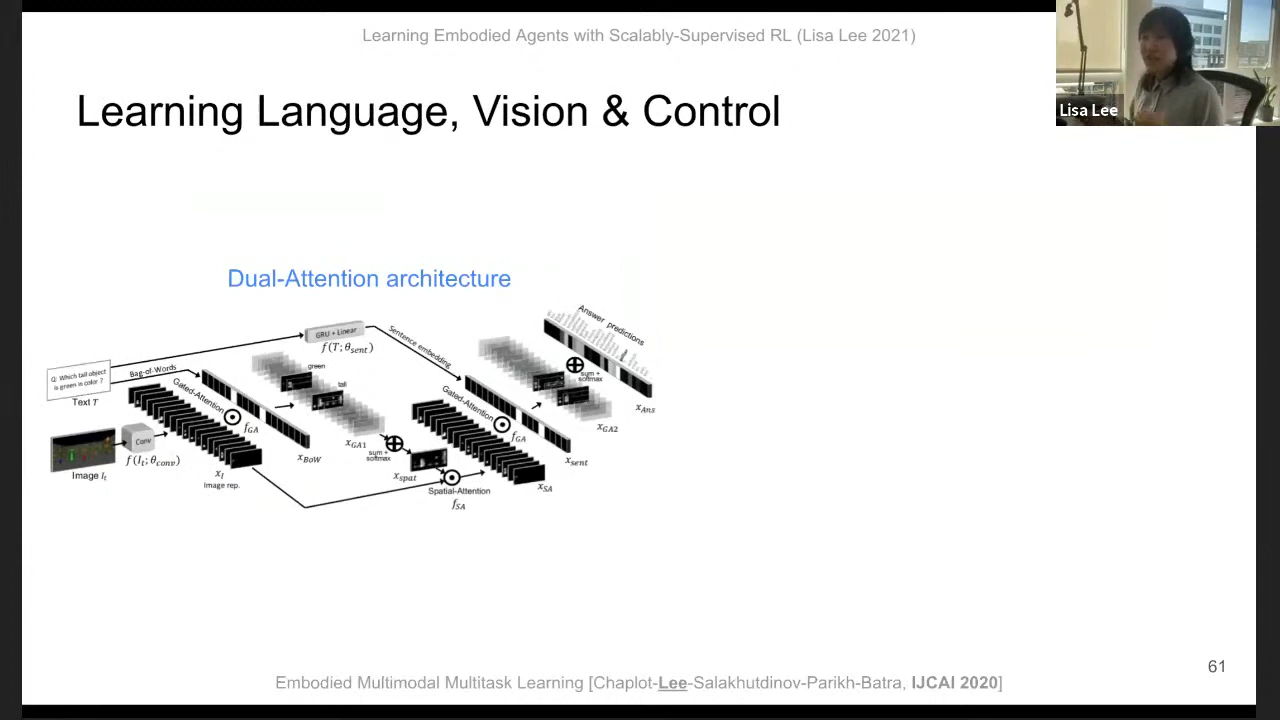 Learning Embodied Agents with Scalably-Supervised RL (Lisa Lee 2021)
Lisa Lee
Learning Language, Vision & Control
Dual-Attention architecture
Answer predictions
GRU + Linear
f(T; θsent)
Sentence embedding
Q: Which tall object
is green in color ?
Text T
Bag-of-Words
Gated-Attention
fGA
green
tall
xBoW
xGA1
sum +
softmax
Conv
f(It; θconv)
Image It
xI
Image rep.
xspat
Spatial-Attention
fSA
Gated-Attention
fGA
xsent
xSA
sum +
softmax
xGA2
xAns
61
Embodied Multimodal Multitask Learning [Chaplot-Lee-Salakhutdinov-Parikh-Batra, IJCAI 2020]